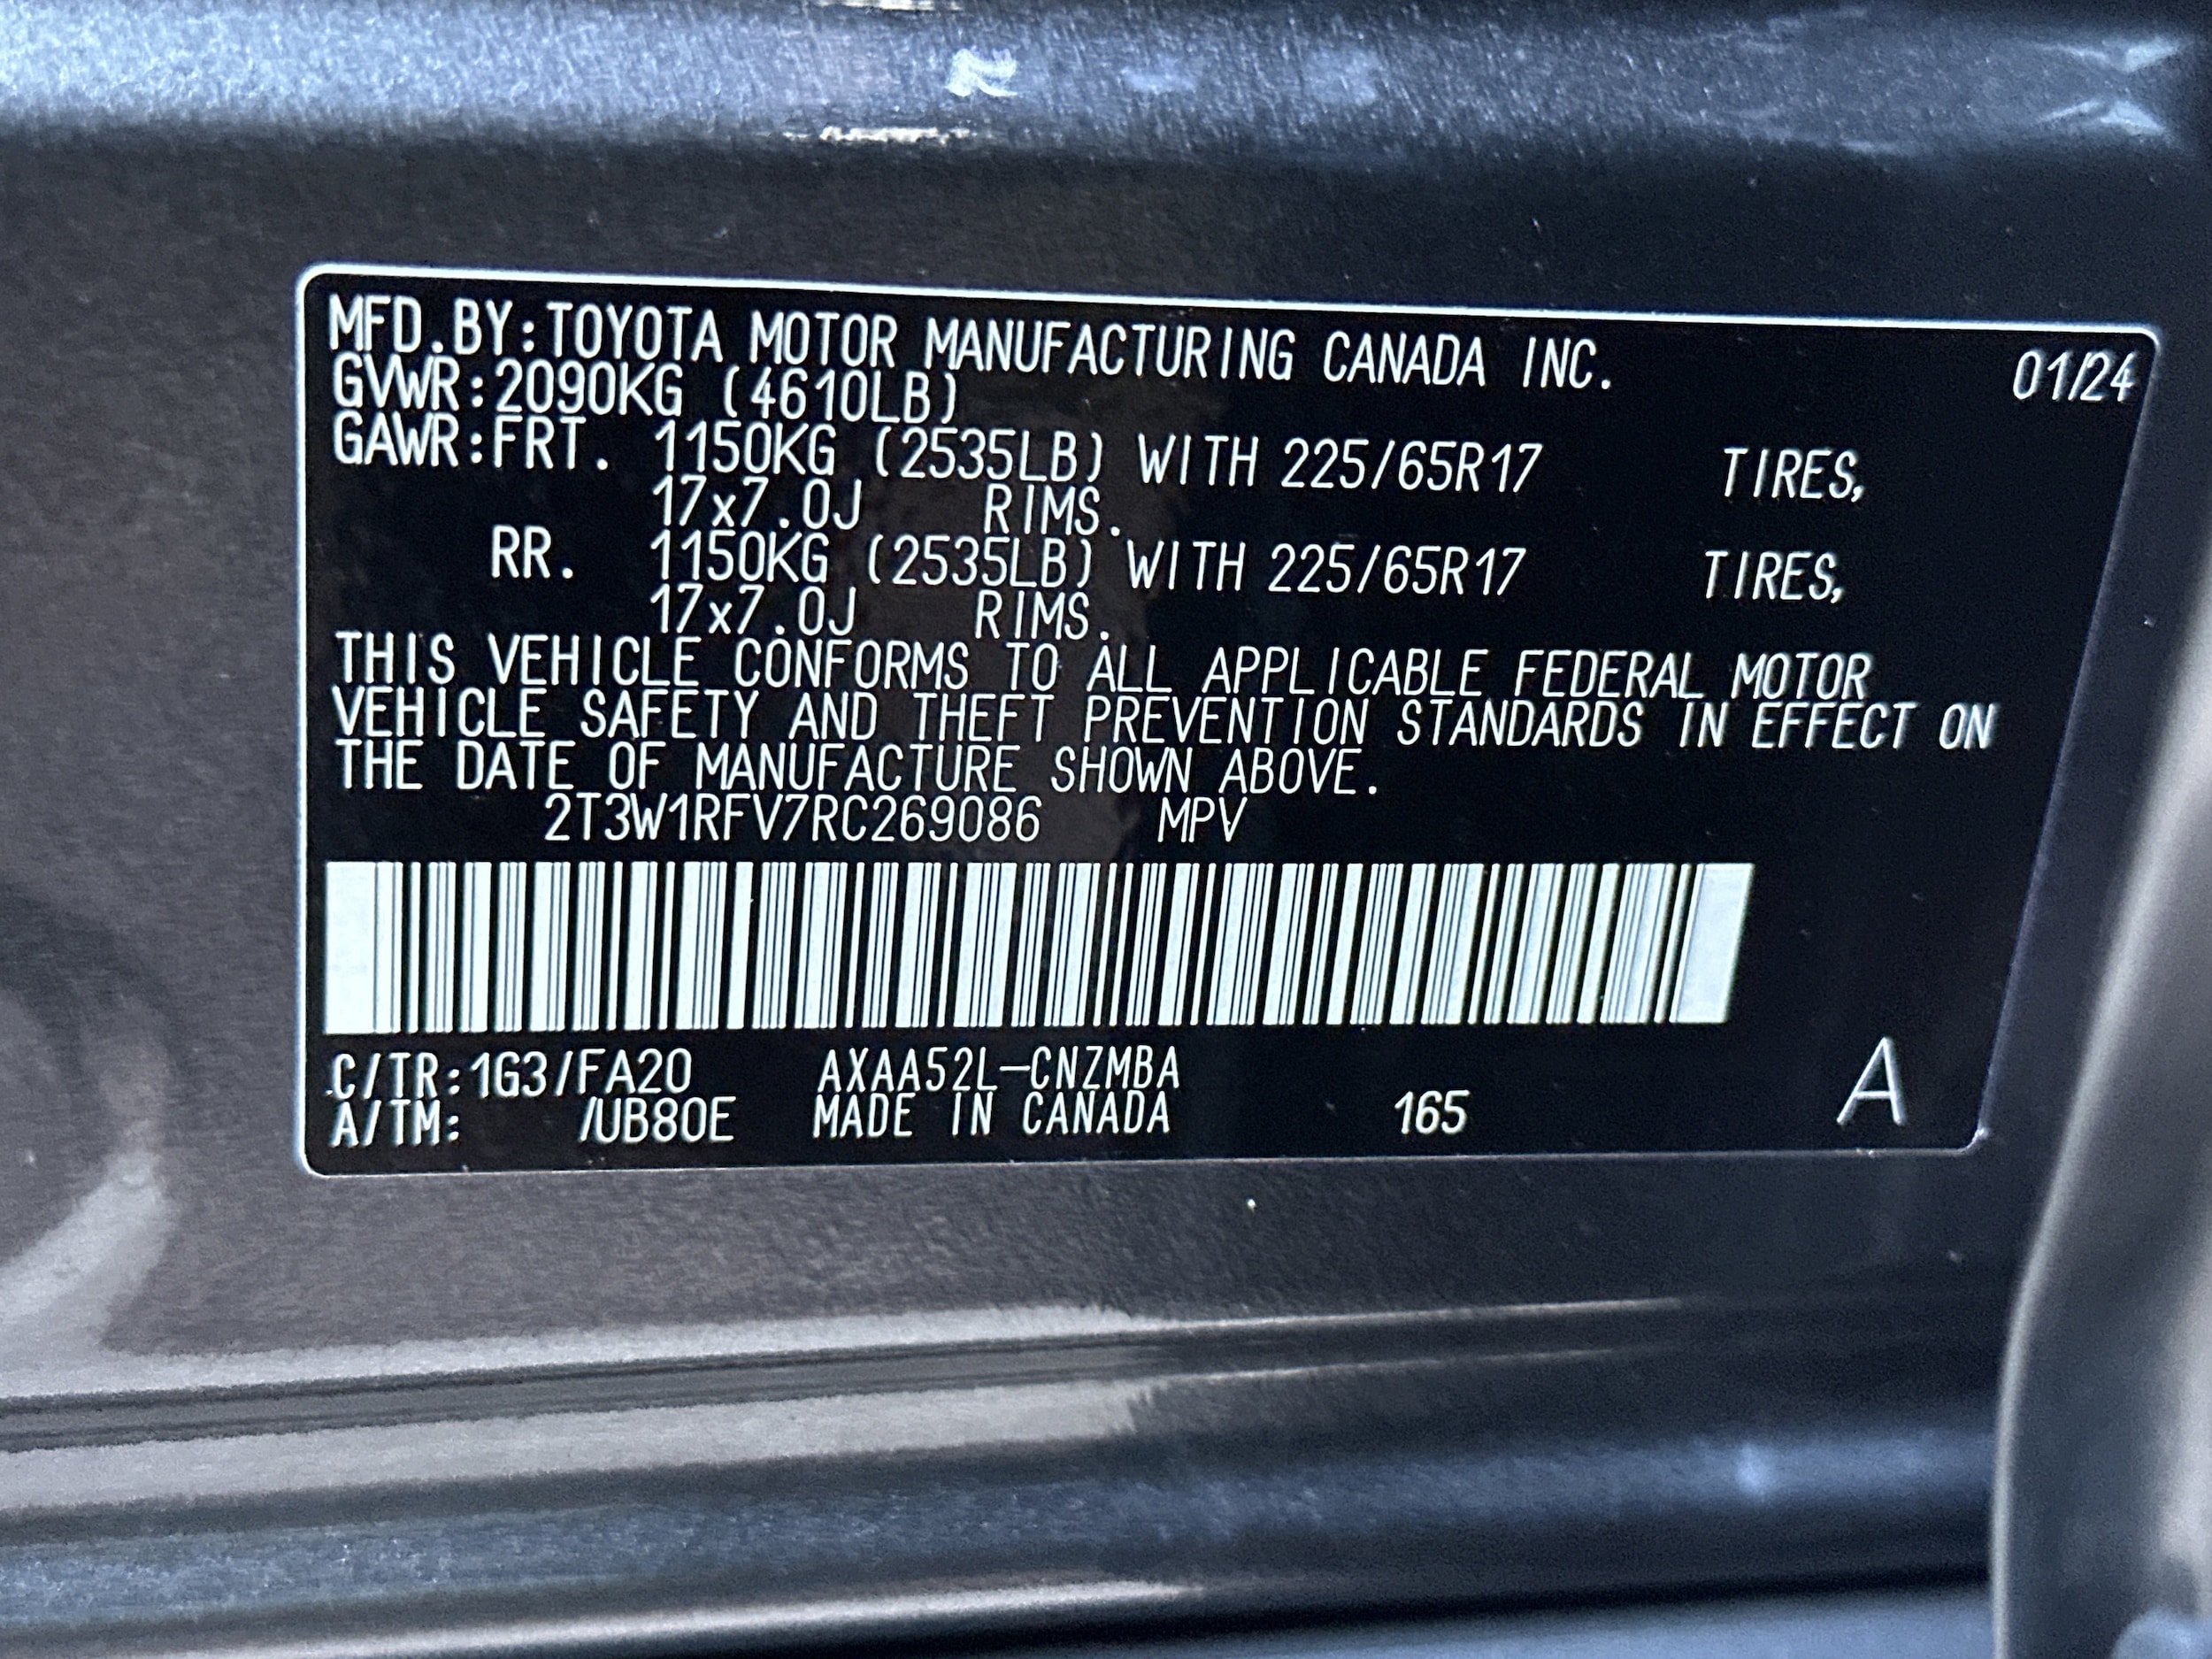 MFD.BY:TOYOTA MOTOR MANUFACTURING CANADA INC. 01/24
GVWR:2090KG (4610LB)
GAWR:FRT. 1150KG (2535LB) WITH 225/65R17 TIRES,
17x7.0J RIMS.
RR. 1150KG (2535LB) WITH 225/65R17 TIRES,
17x7.0J RIMS.
THIS VEHICLE CONFORMS TO ALL APPLICABLE FEDERAL MOTOR
VEHICLE SAFETY AND THEFT PREVENTION STANDARDS IN EFFECT ON
THE DATE OF MANUFACTURE SHOWN ABOVE.
2T3W1RFV7RC269086 MPV
C/TR:1G3/FA20 AXAA52L-CNZMBA
A/TM: /UB80E MADE IN CANADA 165 A